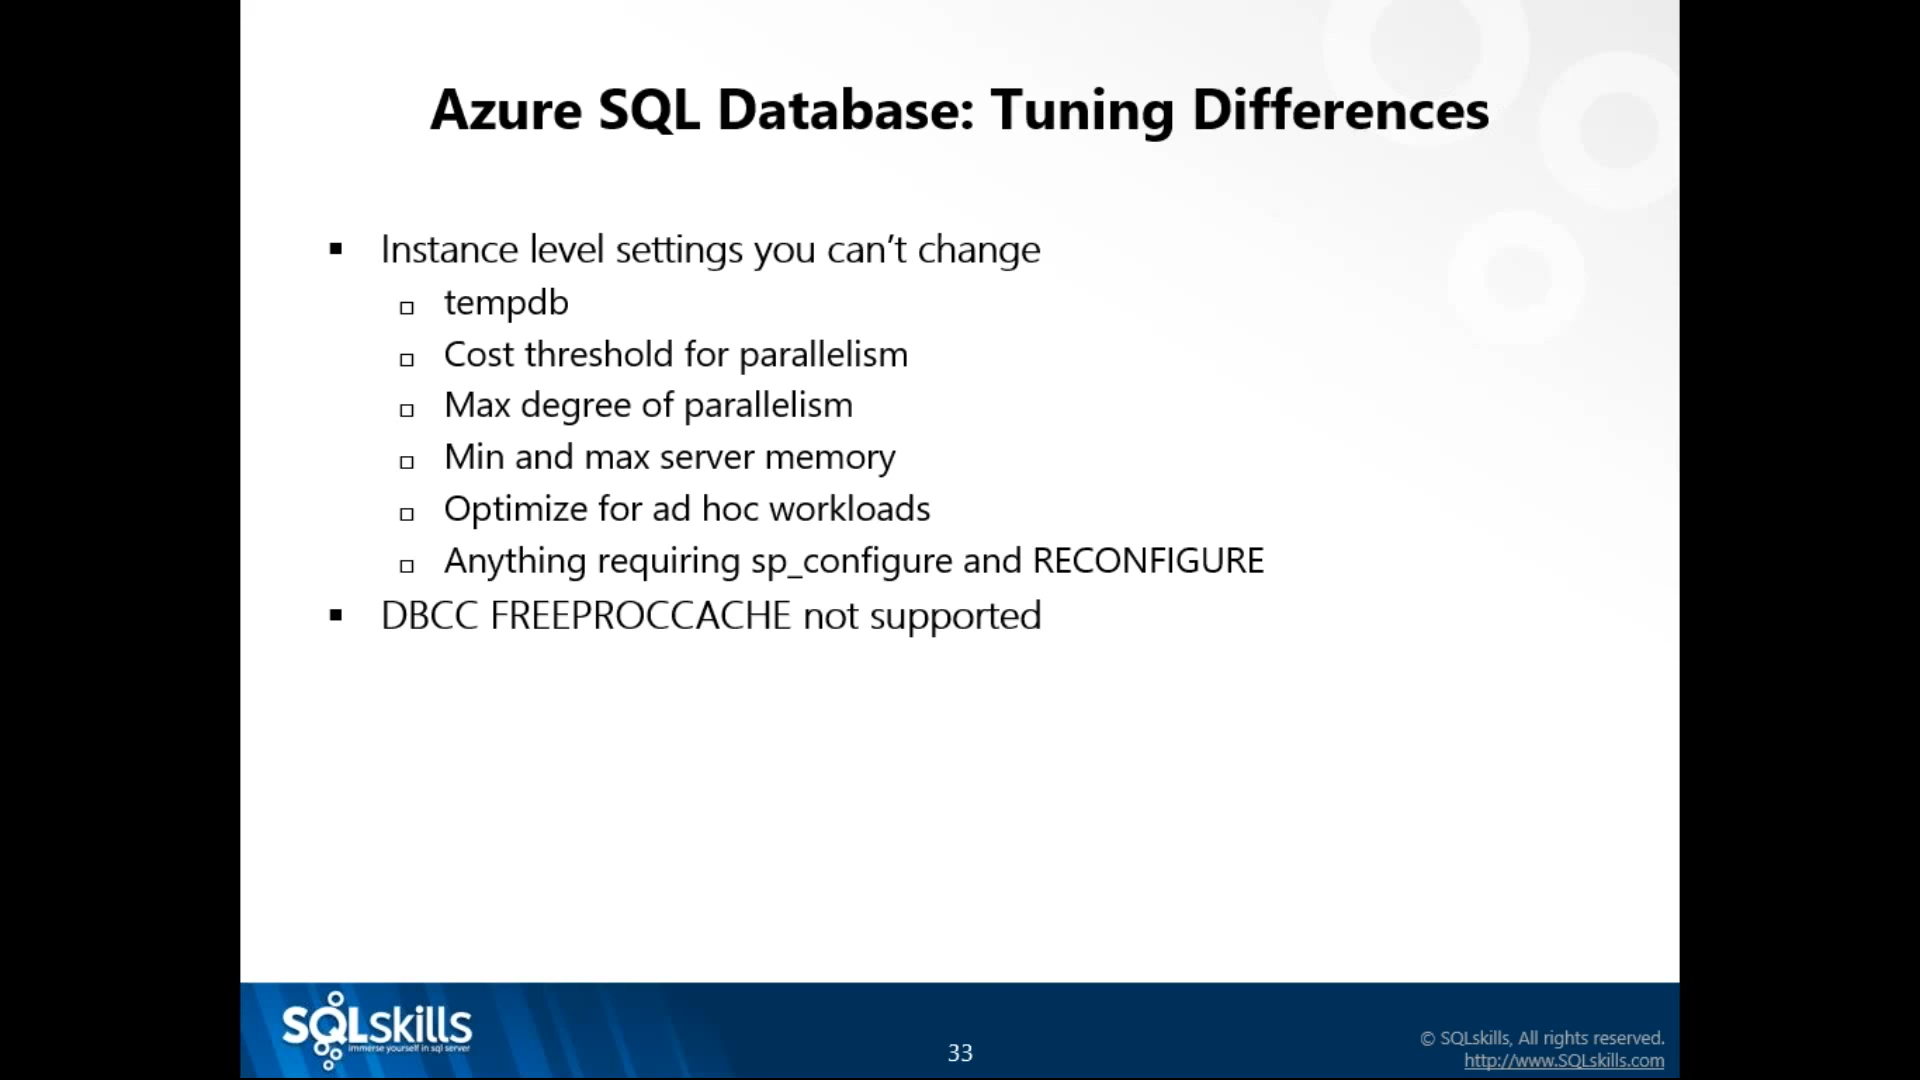 Azure SQL Database: Tuning Differences
Instance level settings you can't change
tempdb
Cost threshold for parallelism
Max degree of parallelism
Min and max server memory
Optimize for ad hoc workloads
Anything requiring sp_configure and RECONFIGURE
DBCC FREEPROCCACHE not supported
SQLskills
immerse yourself in sql server
33
© SQLskills, All rights reserved.
http://www.SQLskills.com